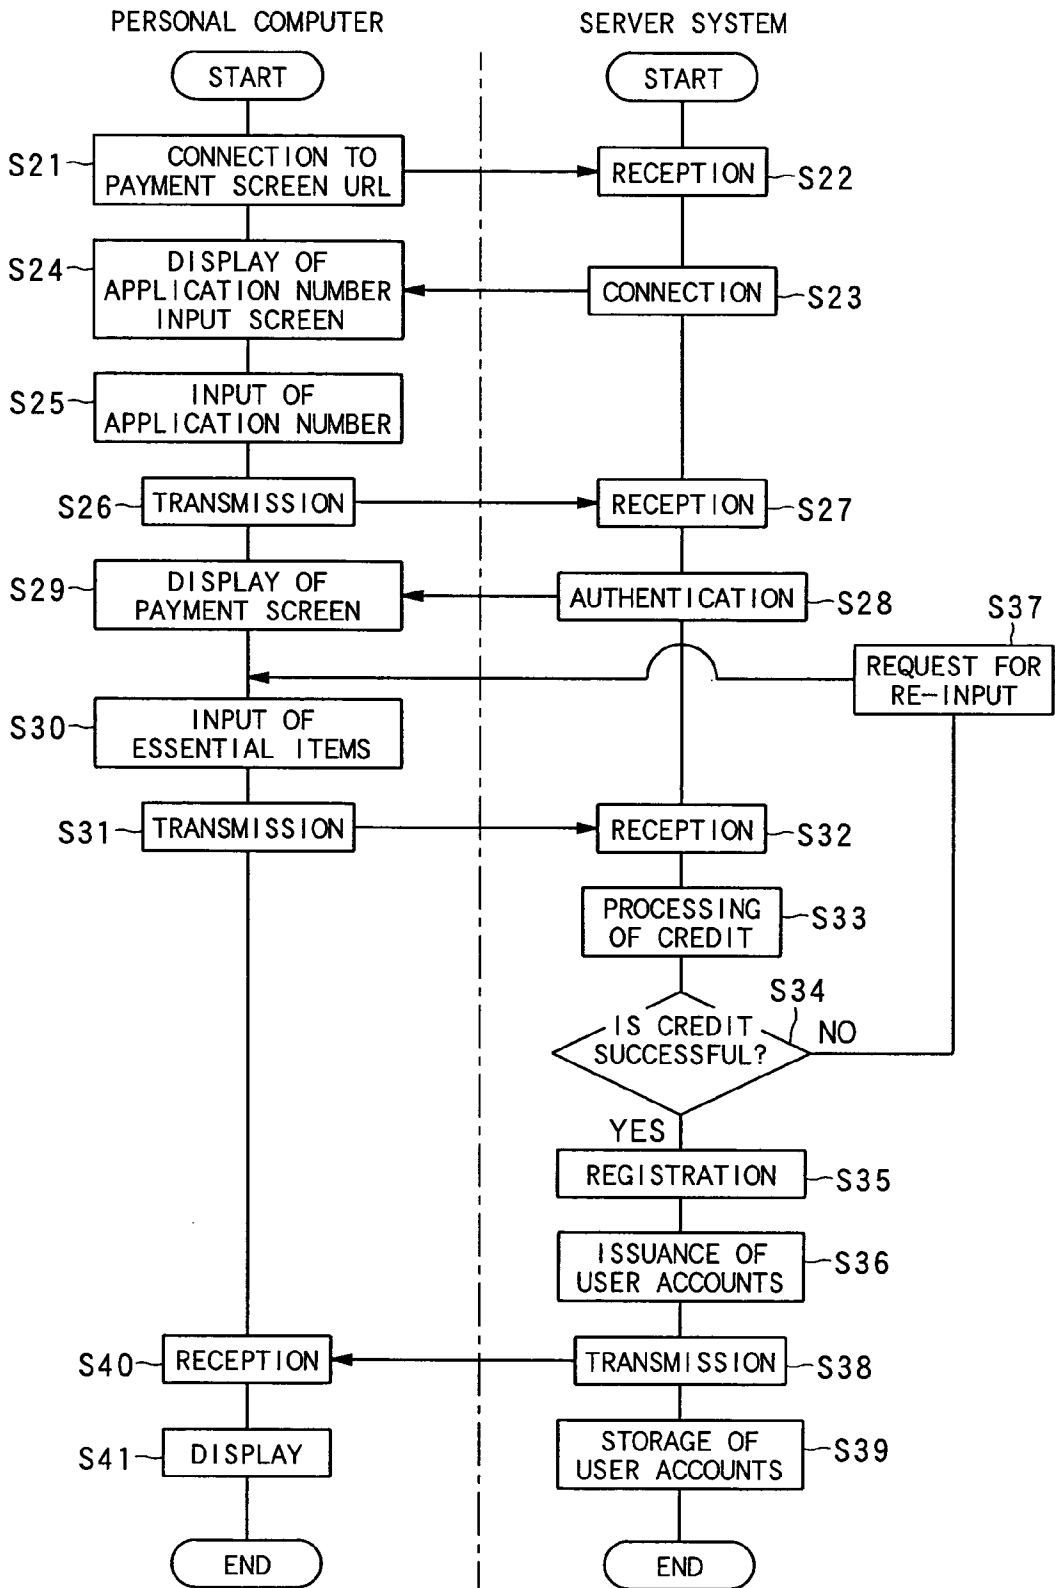 PERSONAL COMPUTER
SERVER SYSTEM
START
START
S21
CONNECTION TO
PAYMENT SCREEN URL
RECEPTION
S22
S24
DISPLAY OF
APPLICATION NUMBER
INPUT SCREEN
CONNECTION
S23
S25
INPUT OF
APPLICATION NUMBER
S26
TRANSMISSION
RECEPTION
S27
S29
DISPLAY OF
PAYMENT SCREEN
AUTHENTICATION
S28
S37
REQUEST FOR
RE-INPUT
S30
INPUT OF
ESSENTIAL ITEMS
S31
TRANSMISSION
RECEPTION
S32
PROCESSING
OF CREDIT
S33
S34
IS CREDIT
SUCCESSFUL?
NO
YES
REGISTRATION
S35
ISSUANCE OF
USER ACCOUNTS
S36
S40
RECEPTION
TRANSMISSION
S38
S41
DISPLAY
STORAGE OF
USER ACCOUNTS
S39
END
END